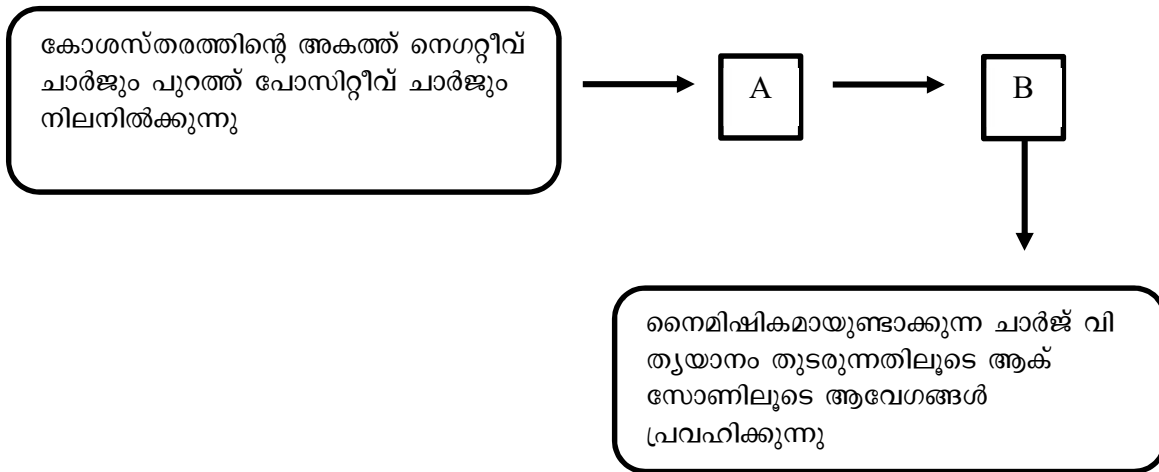 കോശസ്തരത്തിന്റെ അകത്ത് നെഗറ്റീവ്
ചാർജും പുറത്ത് പോസിറ്റീവ് ചാർജും
നിലനിൽക്കുന്നു
A
B
നൈമിഷികമായുണ്ടാക്കുന്ന ചാർജ് വി
ത്യയാനം തുടരുന്നതിലൂടെ ആക്
സോണിലൂടെ ആവേഗങ്ങൾ
പ്രവഹിക്കുന്നു